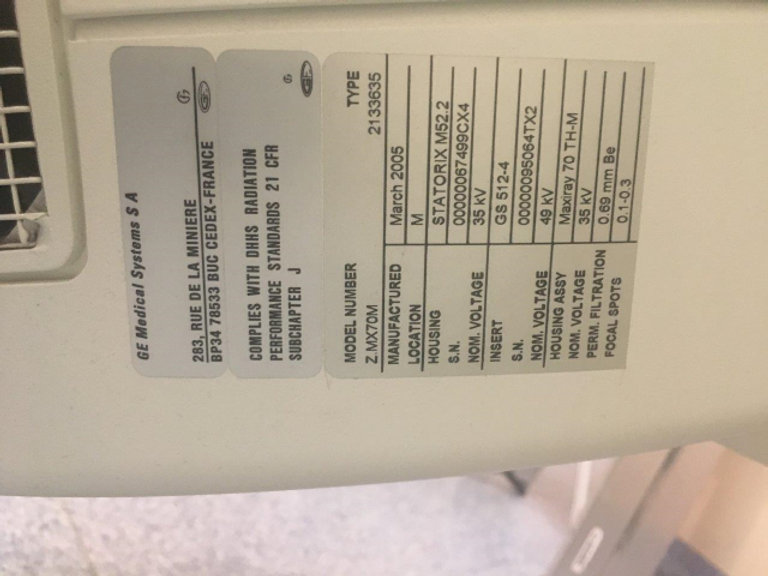 GE Medical Systems S A
283, RUE DE LA MINIERE
BP34 78533 BUC CEDEX-FRANCE
COMPLIES WITH DHHS RADIATION
PERFORMANCE STANDARDS 21 CFR
SUBCHAPTER J
MODEL NUMBER TYPE
Z.MX70M 2133635
MANUFACTURED March 2005
LOCATION M
HOUSING STATORIX M52.2
S.N. 00000067499CX4
NOM. VOLTAGE 35 kV
INSERT GS 512-4
S.N. 00000095064TX2
NOM. VOLTAGE 49 kV
HOUSING ASSY Maxiray 70 TH-M
NOM. VOLTAGE 35 kV
PERM. FILTRATION 0.69 mm Be
FOCAL SPOTS 0.1-0.3